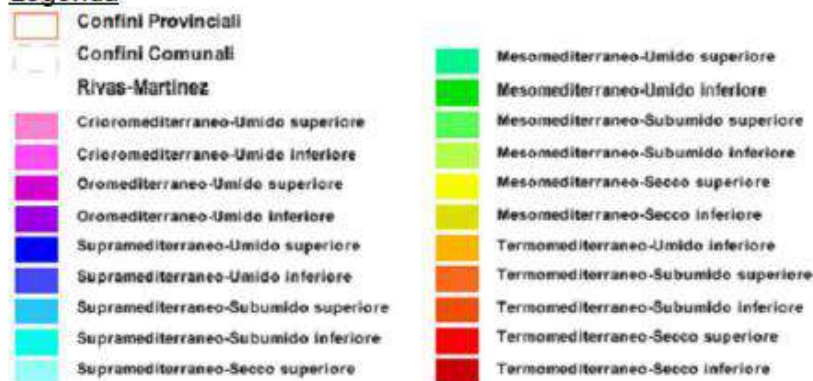 Legenda
Confini Provinciali
Confini Comunali
Rivas-Martinez
Crioromediterraneo-Umido superiore
Crioromediterraneo-Umido inferiore
Oromediterraneo-Umido superiore
Oromediterraneo-Umido inferiore
Supramediterraneo-Umido superiore
Supramediterraneo-Umido inferiore
Supramediterraneo-Subumido superiore
Supramediterraneo-Subumido inferiore
Supramediterraneo-Secco superiore
Mesomediterraneo-Umido superiore
Mesomediterraneo-Umido inferiore
Mesomediterraneo-Subumido superiore
Mesomediterraneo-Subumido inferiore
Mesomediterraneo-Secco superiore
Mesomediterraneo-Secco inferiore
Termomediterraneo-Umido inferiore
Termomediterraneo-Subumido superiore
Termomediterraneo-Subumido inferiore
Termomediterraneo-Secco superiore
Termomediterraneo-Secco inferiore